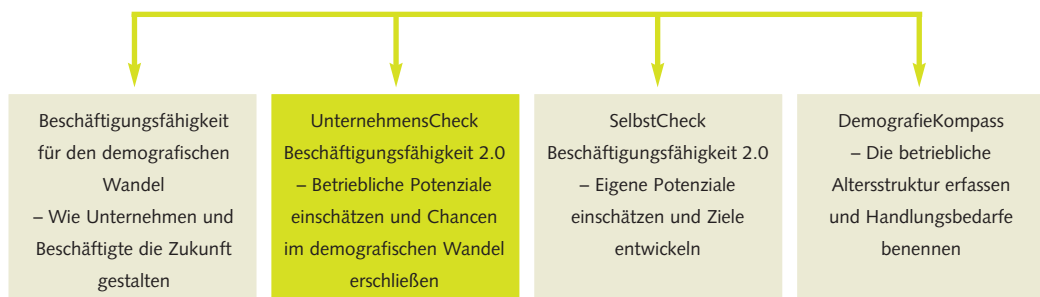 Beschäftigungsfähigkeit
für den demografischen
Wandel
– Wie Unternehmen und
Beschäftigte die Zukunft
gestalten
UnternehmensCheck
Beschäftigungsfähigkeit 2.0
– Betriebliche Potenziale
einschätzen und Chancen
im demografischen Wandel
erschließen
SelbstCheck
Beschäftigungsfähigkeit 2.0
– Eigene Potenziale
einschätzen und Ziele
entwickeln
DemografieKompass
– Die betriebliche
Altersstruktur erfassen
und Handlungsbedarfe
benennen